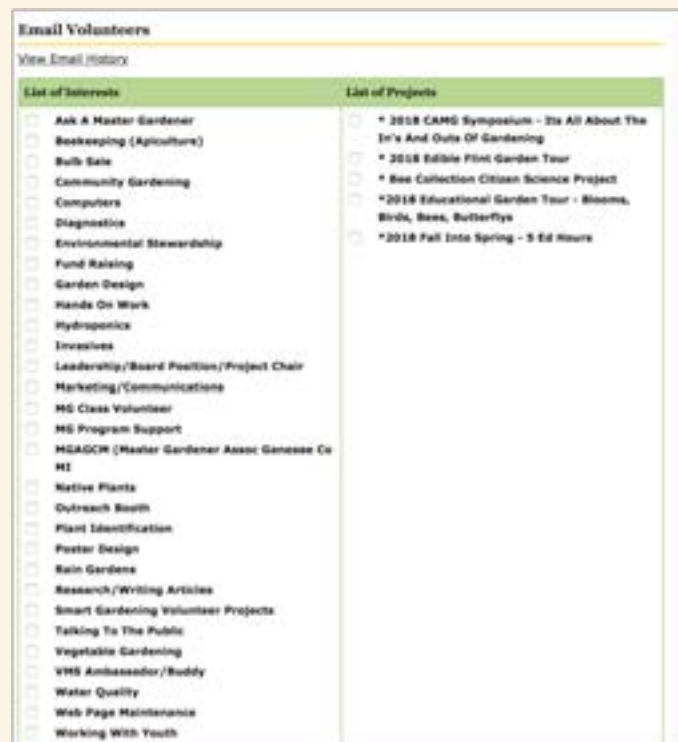 Email Volunteers
View Email History
List of Interests
Ask A Master Gardener
Beekeeping (Apiculture)
Bulb Sale
Community Gardening
Computers
Diagnostics
Environmental Stewardship
Fund Raising
Garden Design
Hands On Work
Hydroponics
Invasives
Leadership/Board Position/Project Chair
Marketing/Communications
MG Class Volunteer
MG Program Support
MGAGCM (Master Gardener Assoc Genesee Co
MI
Native Plants
Outreach Booth
Plant Identification
Poster Design
Rain Gardens
Research/Writing Articles
Smart Gardening Volunteer Projects
Talking To The Public
Vegetable Gardening
VMS Ambassador/Buddy
Water Quality
Web Page Maintenance
Working With Youth
List of Projects
* 2018 CAMG Symposium - Its All About The
In's And Outs Of Gardening
* 2018 Edible Flint Garden Tour
* Bee Collection Citizen Science Project
*2018 Educational Garden Tour - Blooms,
Birds, Bees, Butterflys
*2018 Fall Into Spring - 5 Ed Hours